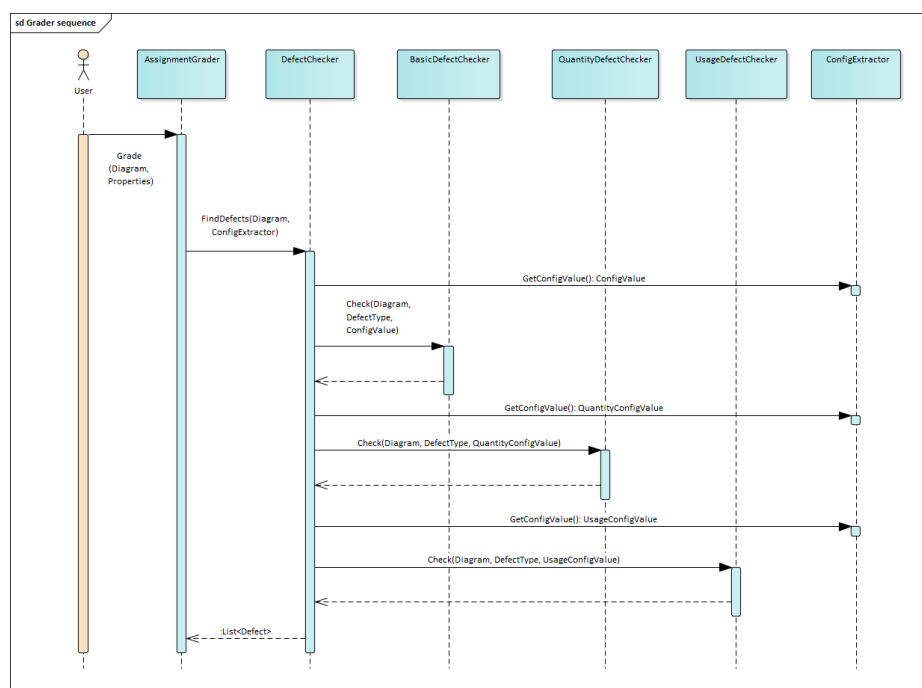 sd Grader sequence
User
AssignmentGrader
DefectChecker
BasicDefectChecker
QuantityDefectChecker
UsageDefectChecker
ConfigExtractor
Grade
(Diagram,
Properties)
FindDefects(Diagram,
ConfigExtractor)
GetConfigValue(): ConfigValue
Check(Diagram,
DefectType,
ConfigValue)
GetConfigValue(): QuantityConfigValue
Check(Diagram, DefectType, QuantityConfigValue)
GetConfigValue(): UsageConfigValue
Check(Diagram, DefectType, UsageConfigValue)
:List<Defect>